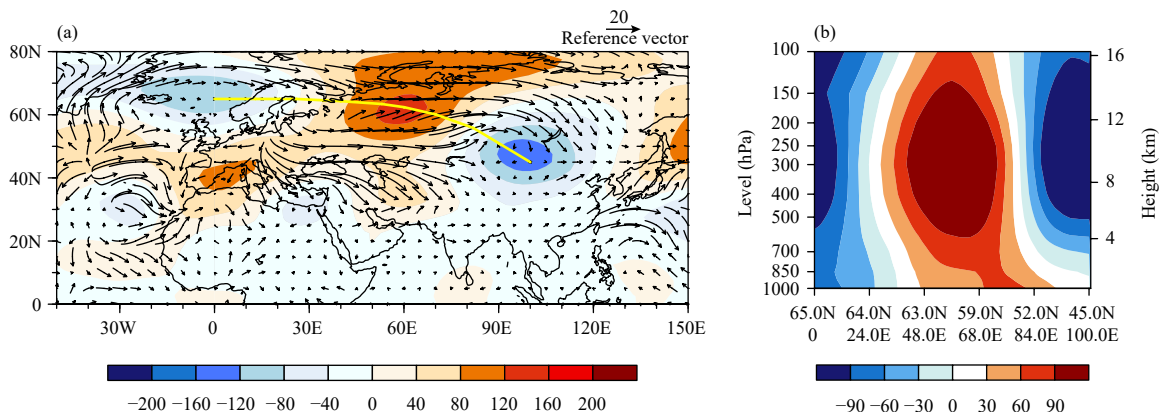 (a)
20
Reference vector
80N
60N
40N
20N
0
30W 0 30E 60E 90E 120E 150E
−200 −160 −120 −80 −40 0 40 80 120 160 200
(b)
Level (hPa)
100
150
200
250
300
400
500
700
850
1000
16
12
8
4
Height (km)
65.0N 64.0N 63.0N 59.0N 52.0N 45.0N
0 24.0E 48.0E 68.0E 84.0E 100.0E
−90 −60 −30 0 30 60 90